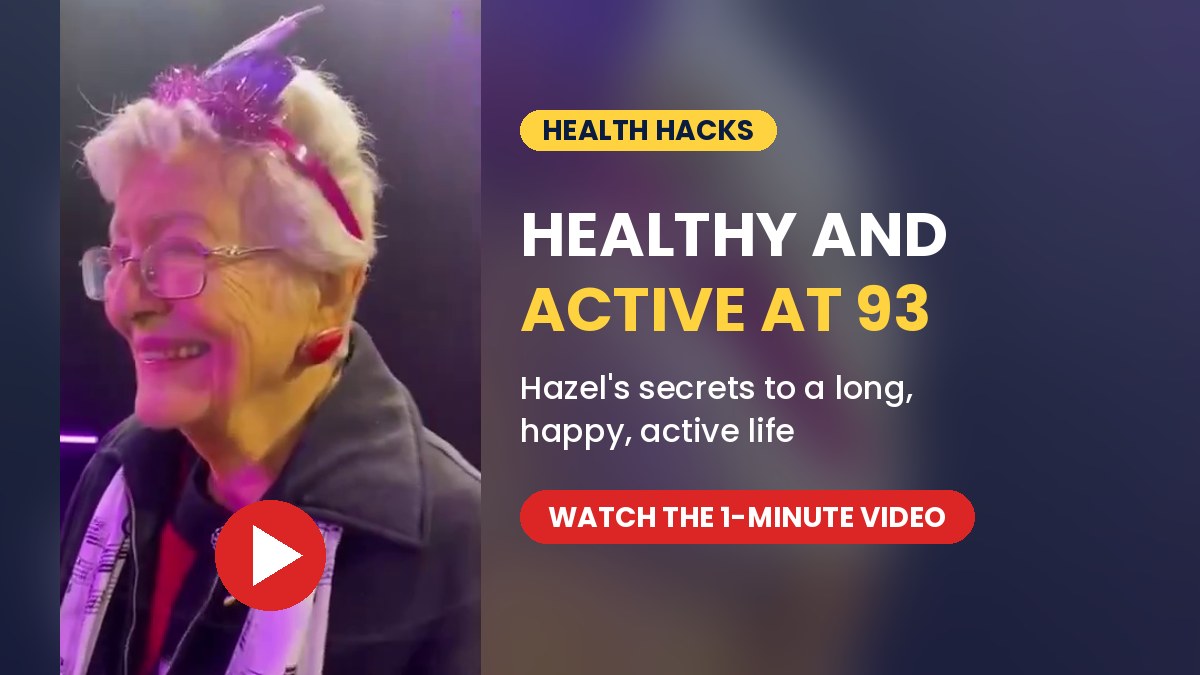 HEALTH HACKS
HEALTHY AND
ACTIVE AT 93
Hazel's secrets to a long,
happy, active life
WATCH THE 1-MINUTE VIDEO